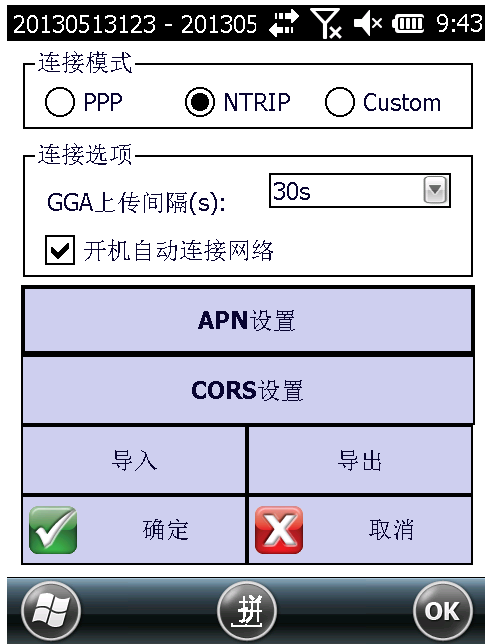 20130513123 - 201305 9:43
连接模式
PPP NTRIP Custom
连接选项
GGA上传间隔(s): 30s
开机自动连接网络
APN设置
CORS设置
导入 导出
确定 取消
拼 OK